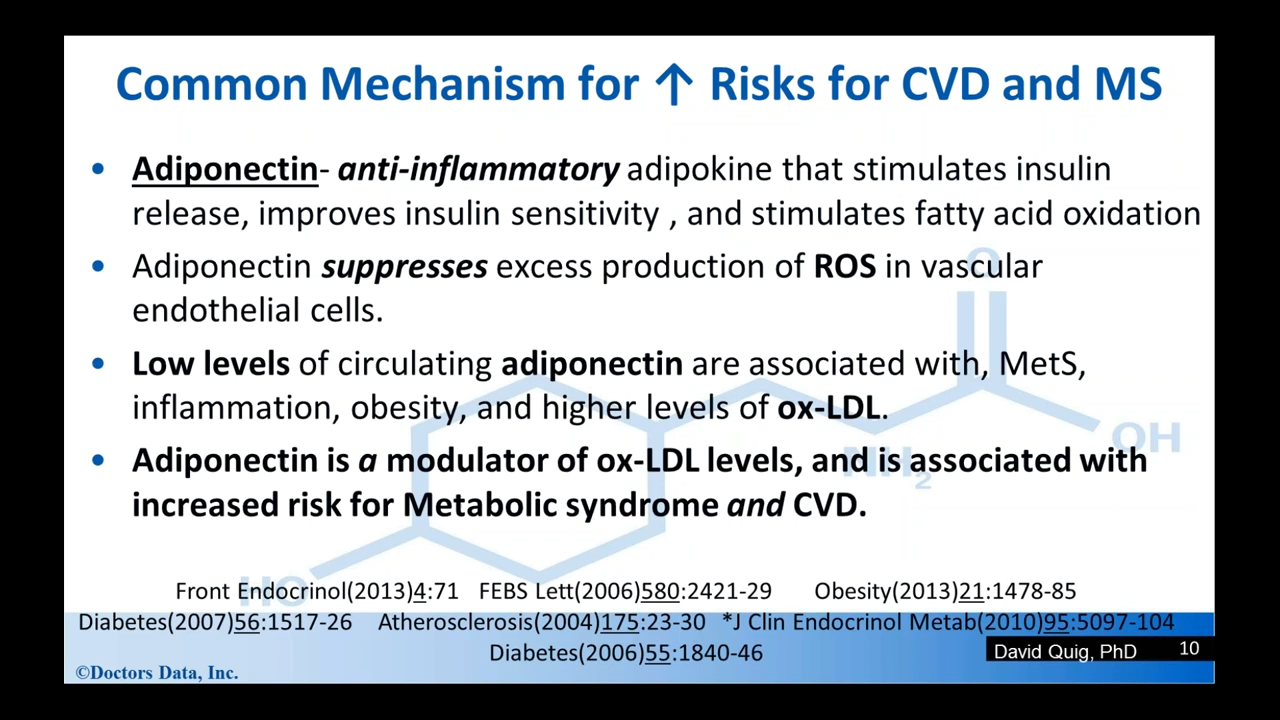 Common Mechanism for ↑ Risks for CVD and MS
• Adiponectin- anti-inflammatory adipokine that stimulates insulin
release, improves insulin sensitivity , and stimulates fatty acid oxidation
• Adiponectin suppresses excess production of ROS in vascular
endothelial cells.
• Low levels of circulating adiponectin are associated with, MetS,
inflammation, obesity, and higher levels of ox-LDL.
• Adiponectin is a modulator of ox-LDL levels, and is associated with
increased risk for Metabolic syndrome and CVD.
O
OH
NH2
HO
Front Endocrinol(2013)4:71 FEBS Lett(2006)580:2421-29 Obesity(2013)21:1478-85
Diabetes(2007)56:1517-26 Atherosclerosis(2004)175:23-30 *J Clin Endocrinol Metab(2010)95:5097-104
Diabetes(2006)55:1840-46
David Quig, PhD 10
©Doctors Data, Inc.